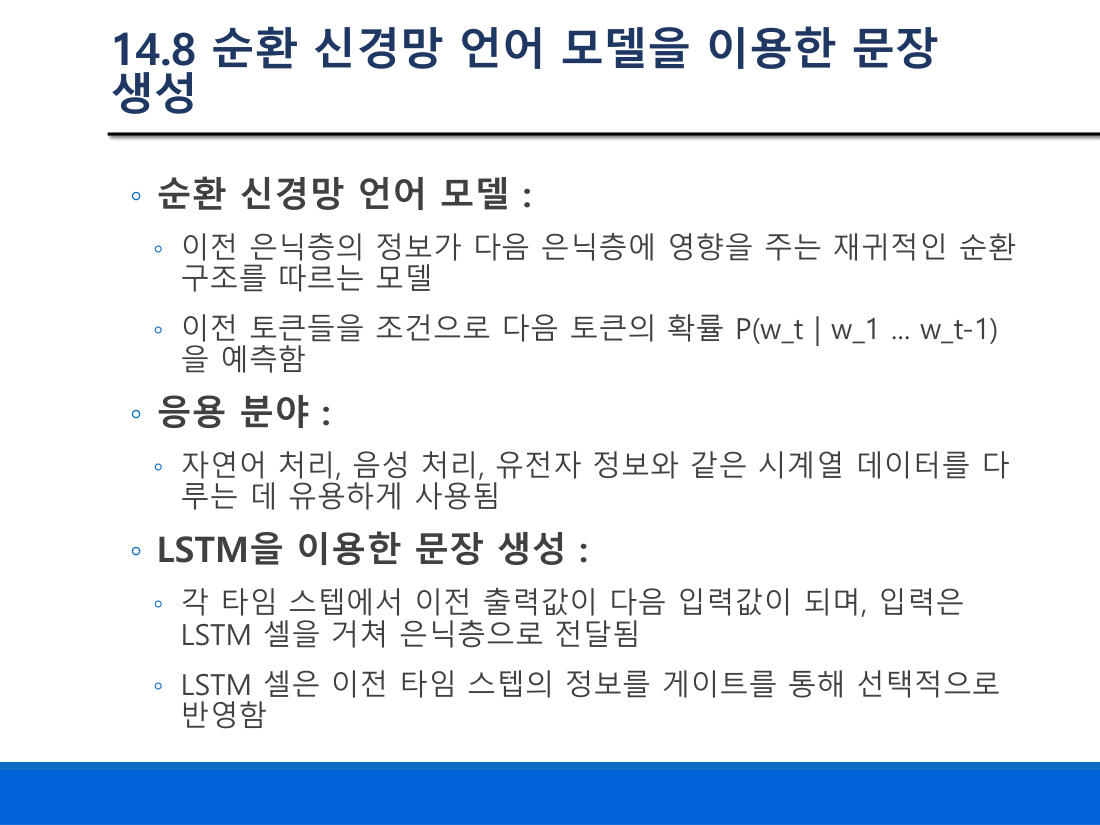 14.8 순환 신경망 언어 모델을 이용한 문장
생성
◦ 순환 신경망 언어 모델 :
◦ 이전 은닉층의 정보가 다음 은닉층에 영향을 주는 재귀적인 순환
구조를 따르는 모델
◦ 이전 토큰들을 조건으로 다음 토큰의 확률 P(w_t | w_1 ... w_t-1)
을 예측함
◦ 응용 분야 :
◦ 자연어 처리, 음성 처리, 유전자 정보와 같은 시계열 데이터를 다
루는 데 유용하게 사용됨
◦ LSTM을 이용한 문장 생성 :
◦ 각 타임 스텝에서 이전 출력값이 다음 입력값이 되며, 입력은
LSTM 셀을 거쳐 은닉층으로 전달됨
◦ LSTM 셀은 이전 타임 스텝의 정보를 게이트를 통해 선택적으로
반영함